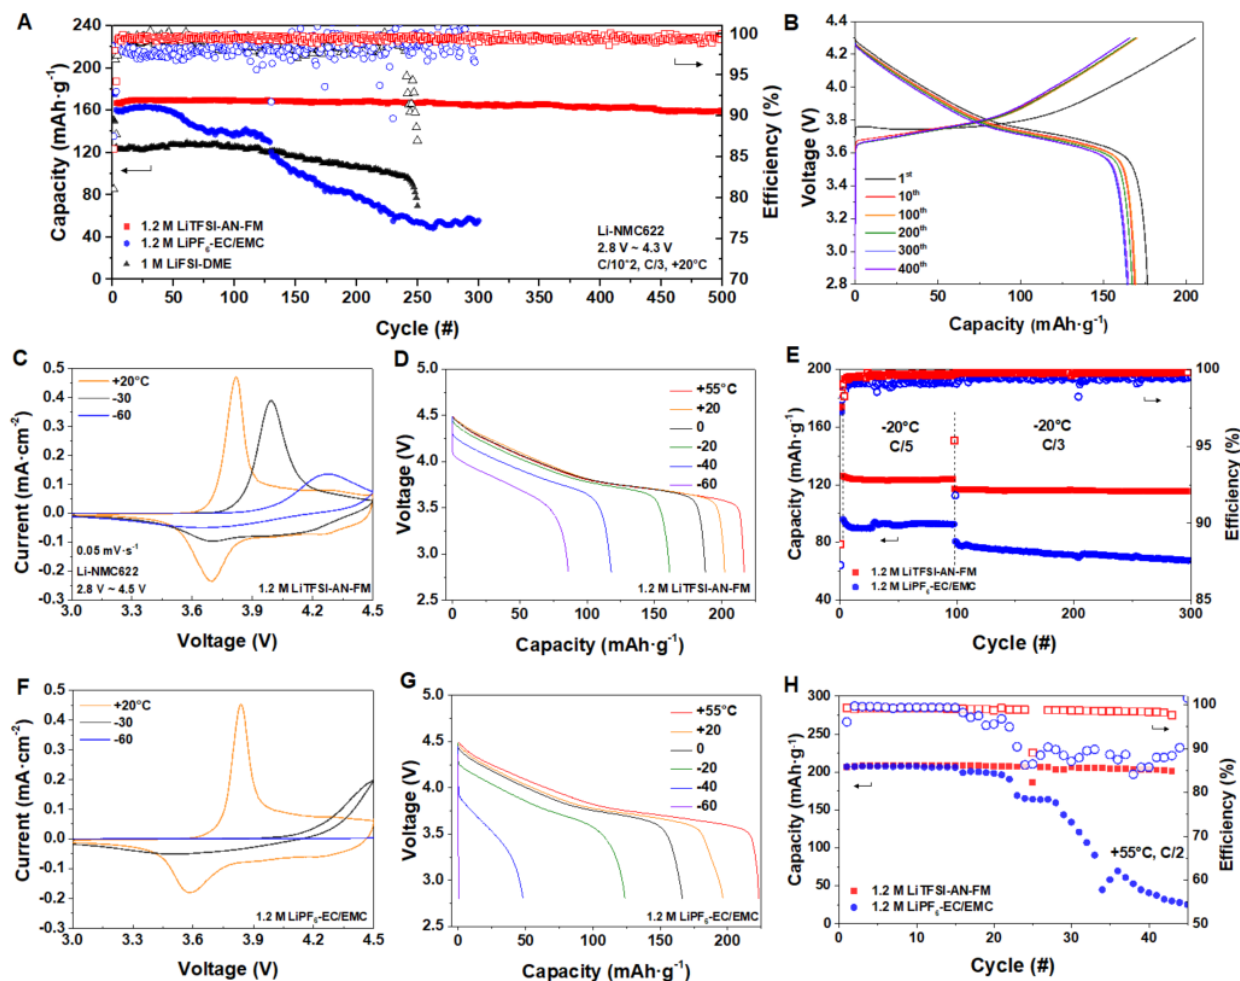 A
240
200
160
120
80
40
0
100
95
90
85
80
75
70
Capacity (mAh·g⁻¹)
Efficiency (%)
1.2 M LiTFSI-AN-FM
1.2 M LiPF₆-EC/EMC
1 M LiFSI-DME
Li-NMC622
2.8 V ~ 4.3 V
C/10*2, C/3, +20°C
0 50 100 150 200 250 300 350 400 450 500
Cycle (#)
B
4.4
4.0
3.6
3.2
2.8
Voltage (V)
1st
10th
100th
200th
300th
400th
0 50 100 150 200
Capacity (mAh·g⁻¹)
C
0.5
0.4
0.3
0.2
0.1
0.0
-0.1
-0.2
-0.3
Current (mA·cm⁻²)
+20°C
-30
-60
0.05 mV·s⁻¹
Li-NMC622
2.8 V ~ 4.5 V
1.2 M LiTFSI-AN-FM
3.0 3.3 3.6 3.9 4.2 4.5
Voltage (V)
D
5.0
4.5
4.0
3.5
3.0
2.5
Voltage (V)
+55°C
+20
0
-20
-40
-60
1.2 M LiTFSI-AN-FM
0 50 100 150 200
Capacity (mAh·g⁻¹)
E
200
160
120
80
40
100
95
90
85
Capacity (mAh·g⁻¹)
Efficiency (%)
-20°C
C/5
-20°C
C/3
1.2 M LiTFSI-AN-FM
1.2 M LiPF₆-EC/EMC
0 100 200 300
Cycle (#)
F
0.5
0.4
0.3
0.2
0.1
0.0
-0.1
-0.2
-0.3
Current (mA·cm⁻²)
+20°C
-30
-60
1.2 M LiPF₆-EC/EMC
3.0 3.3 3.6 3.9 4.2 4.5
Voltage (V)
G
5.0
4.5
4.0
3.5
3.0
2.5
Voltage (V)
+55°C
+20
0
-20
-40
-60
1.2 M LiPF₆-EC/EMC
0 50 100 150 200
Capacity (mAh·g⁻¹)
H
300
250
200
150
100
50
0
100
90
80
70
60
50
Capacity (mAh·g⁻¹)
Efficiency (%)
+55°C, C/2
1.2 M LiTFSI-AN-FM
1.2 M LiPF₆-EC/EMC
0 10 20 30 40
Cycle (#)